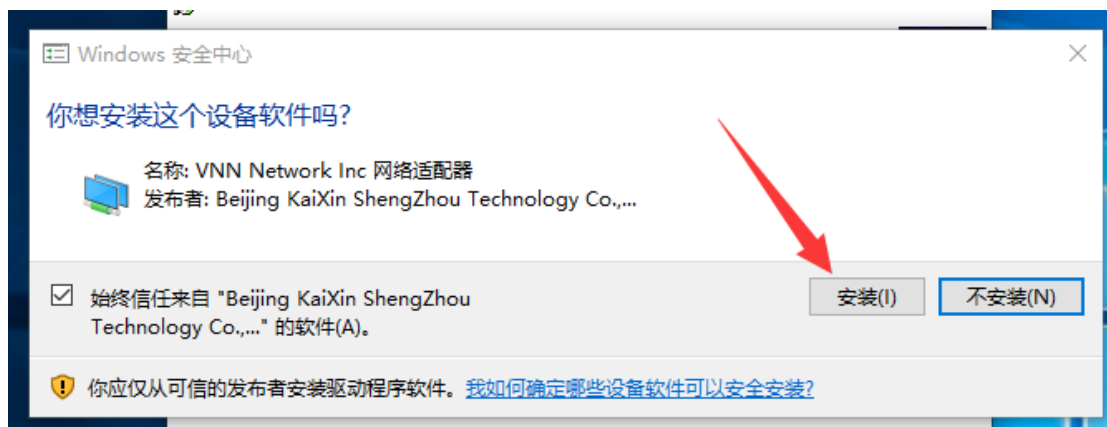 Windows 安全中心
你想安装这个设备软件吗?
名称: VNN Network Inc 网络适配器
发布者: Beijing KaiXin ShengZhou Technology Co.,...
始终信任来自 "Beijing KaiXin ShengZhou
Technology Co.,..." 的软件(A)。
安装(I)
不安装(N)
你应仅从可信的发布者安装驱动程序软件。我如何确定哪些设备软件可以安全安装?